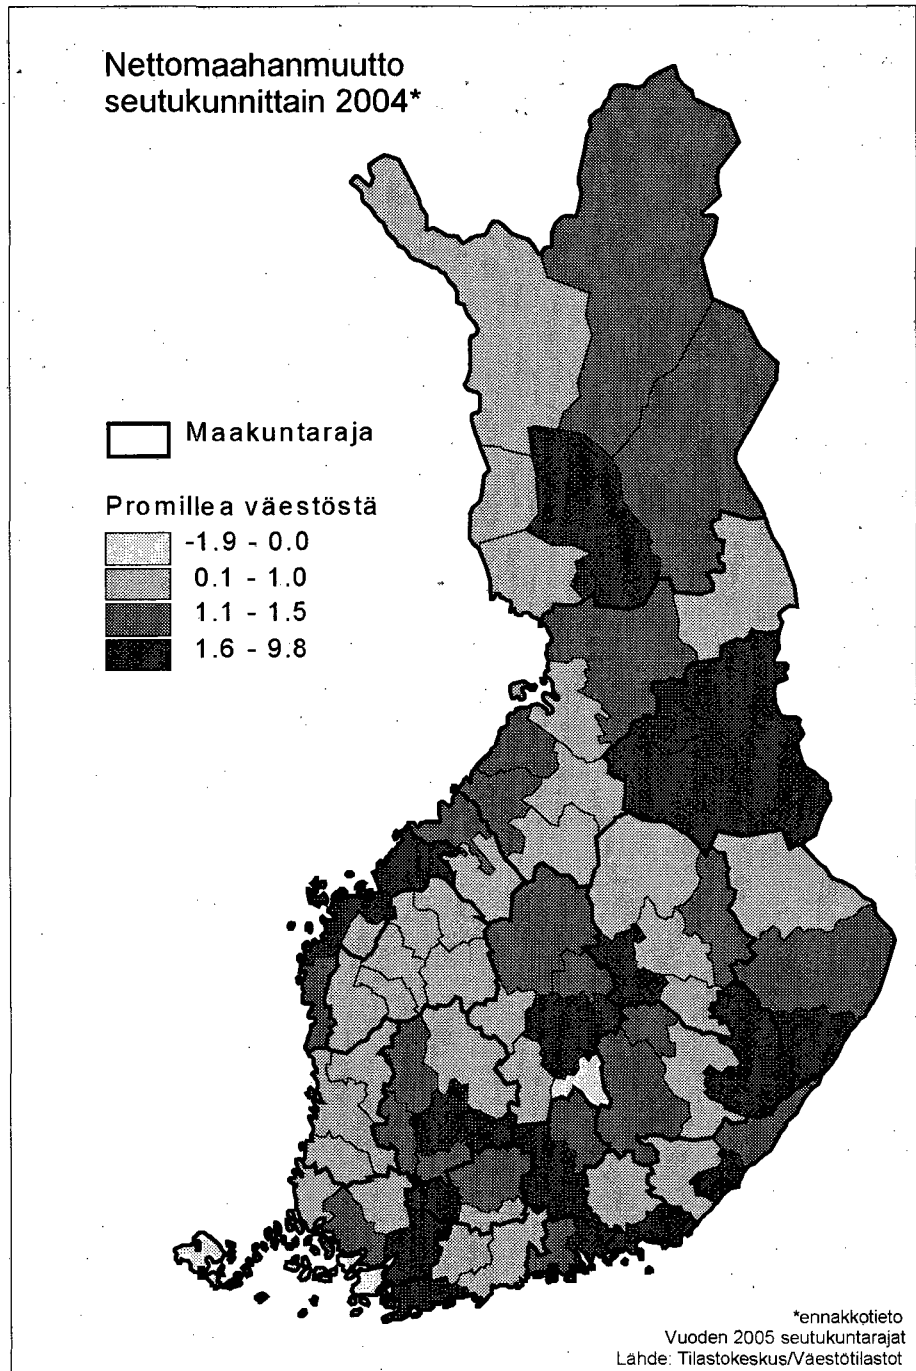 Nettomaahanmuutto
seutukunnittain 2004*
Maakuntaraja
Promillea väestöstä
-1.9 - 0.0
0.1 - 1.0
1.1 - 1.5
1.6 - 9.8
*ennakkotieto
Vuoden 2005 seutukuntarajat
Lähde: Tilastokeskus/Väestötilastot